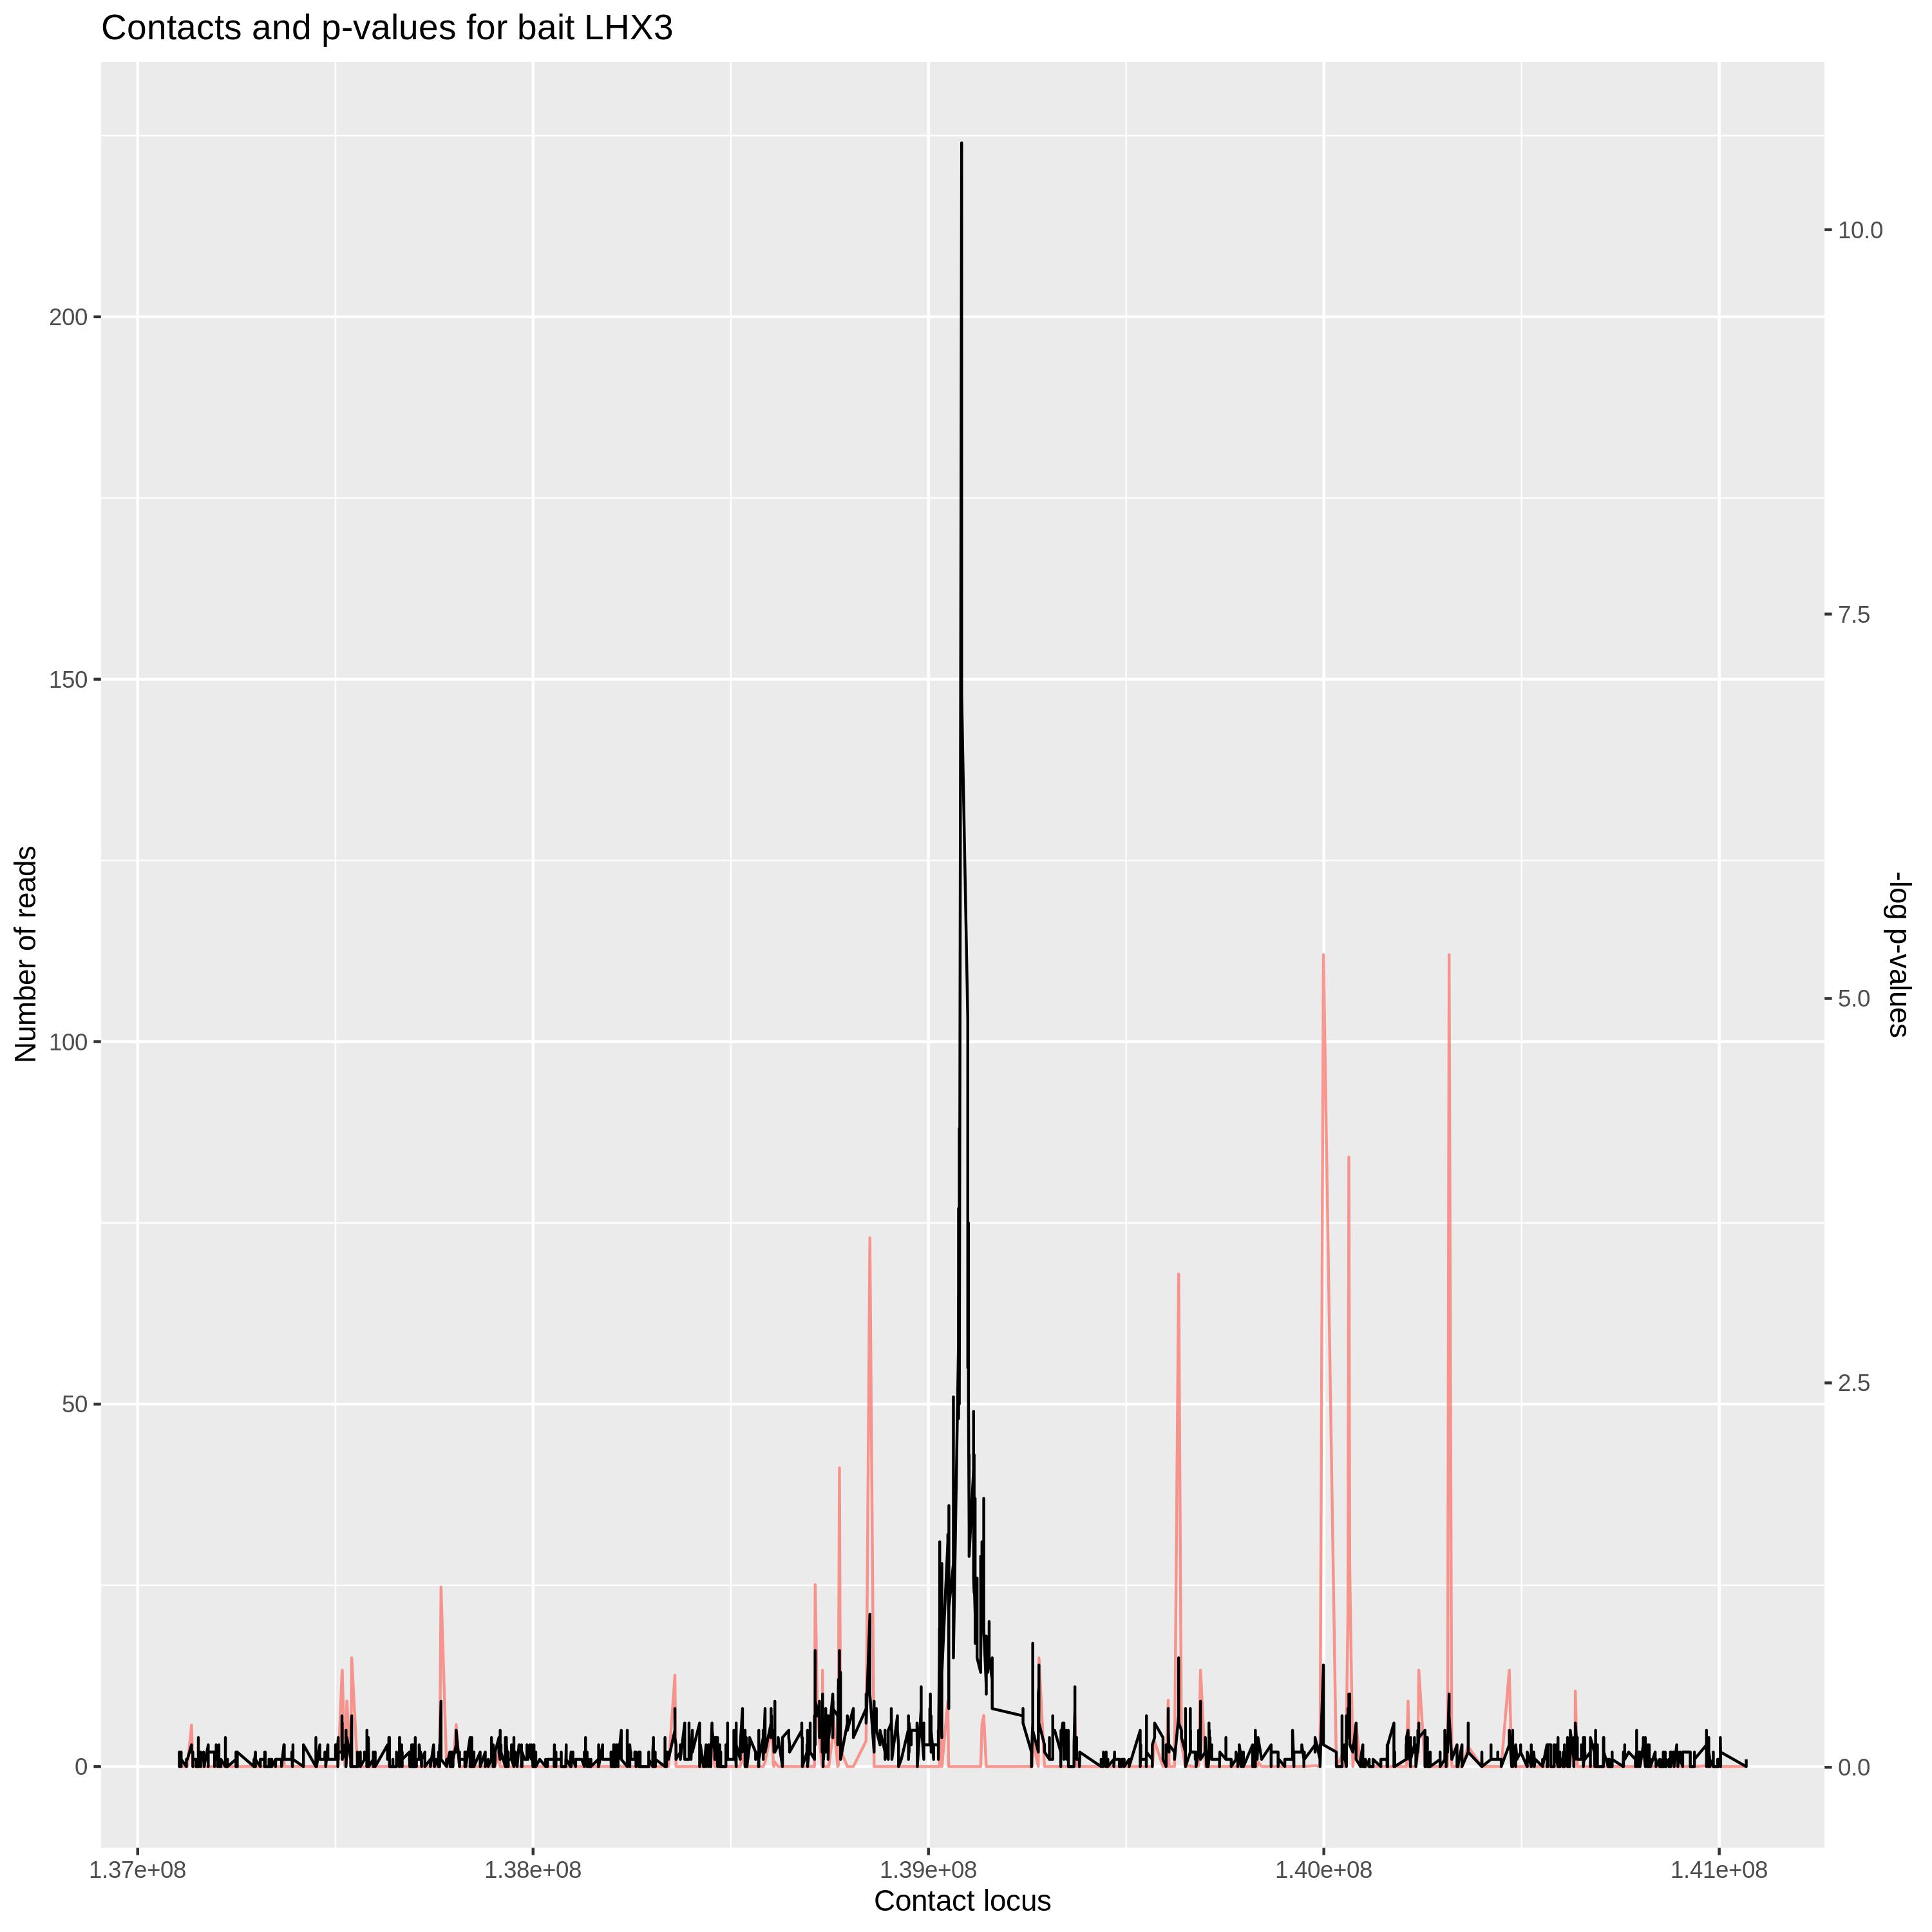 Contacts and p-values for bait LHX3
10.0
200
7.5
150
Number of reads
-log p-values
5.0
100
50
2.5
0
0.0
1.37e+08 1.38e+08 1.39e+08 1.40e+08 1.41e+08
Contact locus